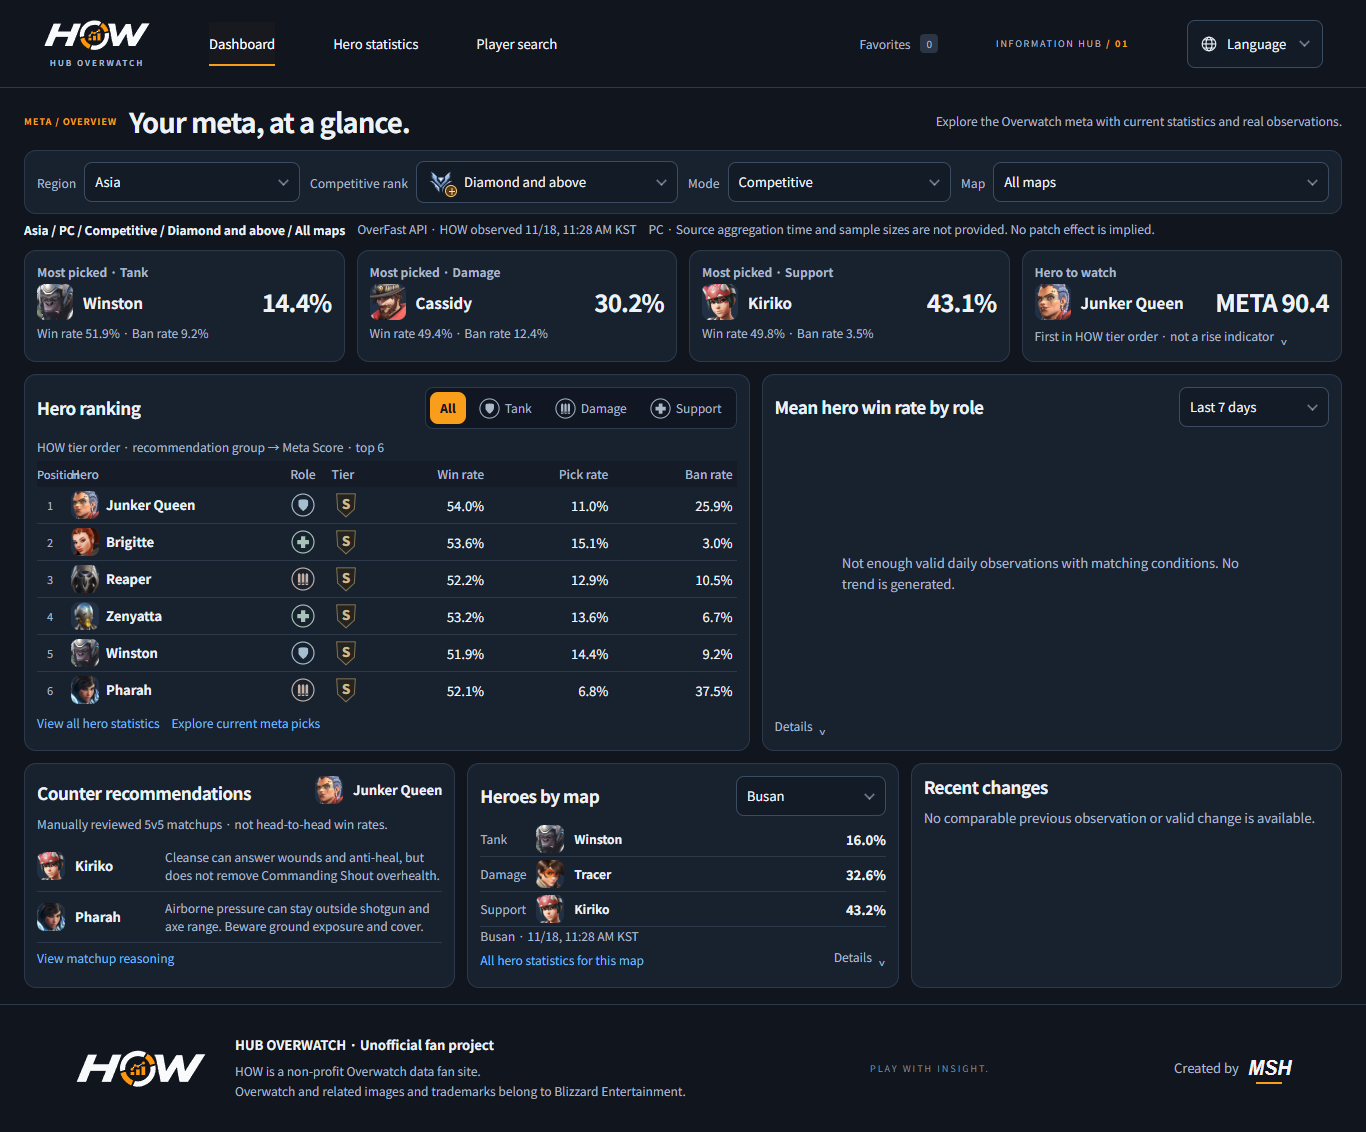 HOW
HUB OVERWATCH
Dashboard
Hero statistics
Player search
Favorites 0
INFORMATION HUB / 01
Language
META / OVERVIEW
Your meta, at a glance.
Explore the Overwatch meta with current statistics and real observations.
Region
Asia
Competitive rank
Diamond and above
Mode
Competitive
Map
All maps
Asia / PC / Competitive / Diamond and above / All maps
OverFast API · HOW observed 11/18, 11:28 AM KST
PC · Source aggregation time and sample sizes are not provided. No patch effect is implied.
Most picked · Tank
Winston
14.4%
Win rate 51.9% · Ban rate 9.2%
Most picked · Damage
Cassidy
30.2%
Win rate 49.4% · Ban rate 12.4%
Most picked · Support
Kiriko
43.1%
Win rate 49.8% · Ban rate 3.5%
Hero to watch
Junker Queen
META 90.4
First in HOW tier order · not a rise indicator
Hero ranking
All
Tank
Damage
Support
HOW tier order · recommendation group → Meta Score · top 6
Position Hero Role Tier Win rate Pick rate Ban rate
1 Junker Queen S 54.0% 11.0% 25.9%
2 Brigitte S 53.6% 15.1% 3.0%
3 Reaper S 52.2% 12.9% 10.5%
4 Zenyatta S 53.2% 13.6% 6.7%
5 Winston S 51.9% 14.4% 9.2%
6 Pharah S 52.1% 6.8% 37.5%
View all hero statistics
Explore current meta picks
Mean hero win rate by role
Last 7 days
Not enough valid daily observations with matching conditions. No
trend is generated.
Details
Counter recommendations
Junker Queen
Manually reviewed 5v5 matchups · not head-to-head win rates.
Kiriko
Cleanse can answer wounds and anti-heal, but
does not remove Commanding Shout overhealth.
Pharah
Airborne pressure can stay outside shotgun and
axe range. Beware ground exposure and cover.
View matchup reasoning
Heroes by map
Busan
Tank Winston 16.0%
Damage Tracer 32.6%
Support Kiriko 43.2%
Busan · 11/18, 11:28 AM KST
All hero statistics for this map
Details
Recent changes
No comparable previous observation or valid change is available.
HOW
HUB OVERWATCH · Unofficial fan project
HOW is a non-profit Overwatch data fan site.
Overwatch and related images and trademarks belong to Blizzard Entertainment.
PLAY WITH INSIGHT.
Created by MSH